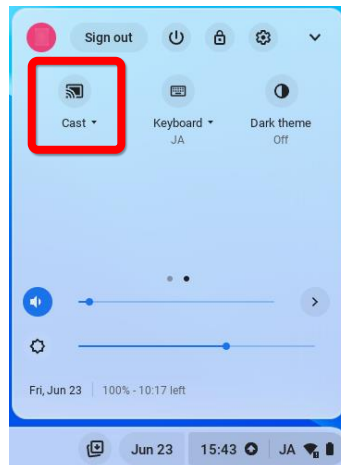 Sign out
Cast
Keyboard
JA
Dark theme
Off
Fri, Jun 23
100% - 10:17 left
Jun 23
15:43
JA